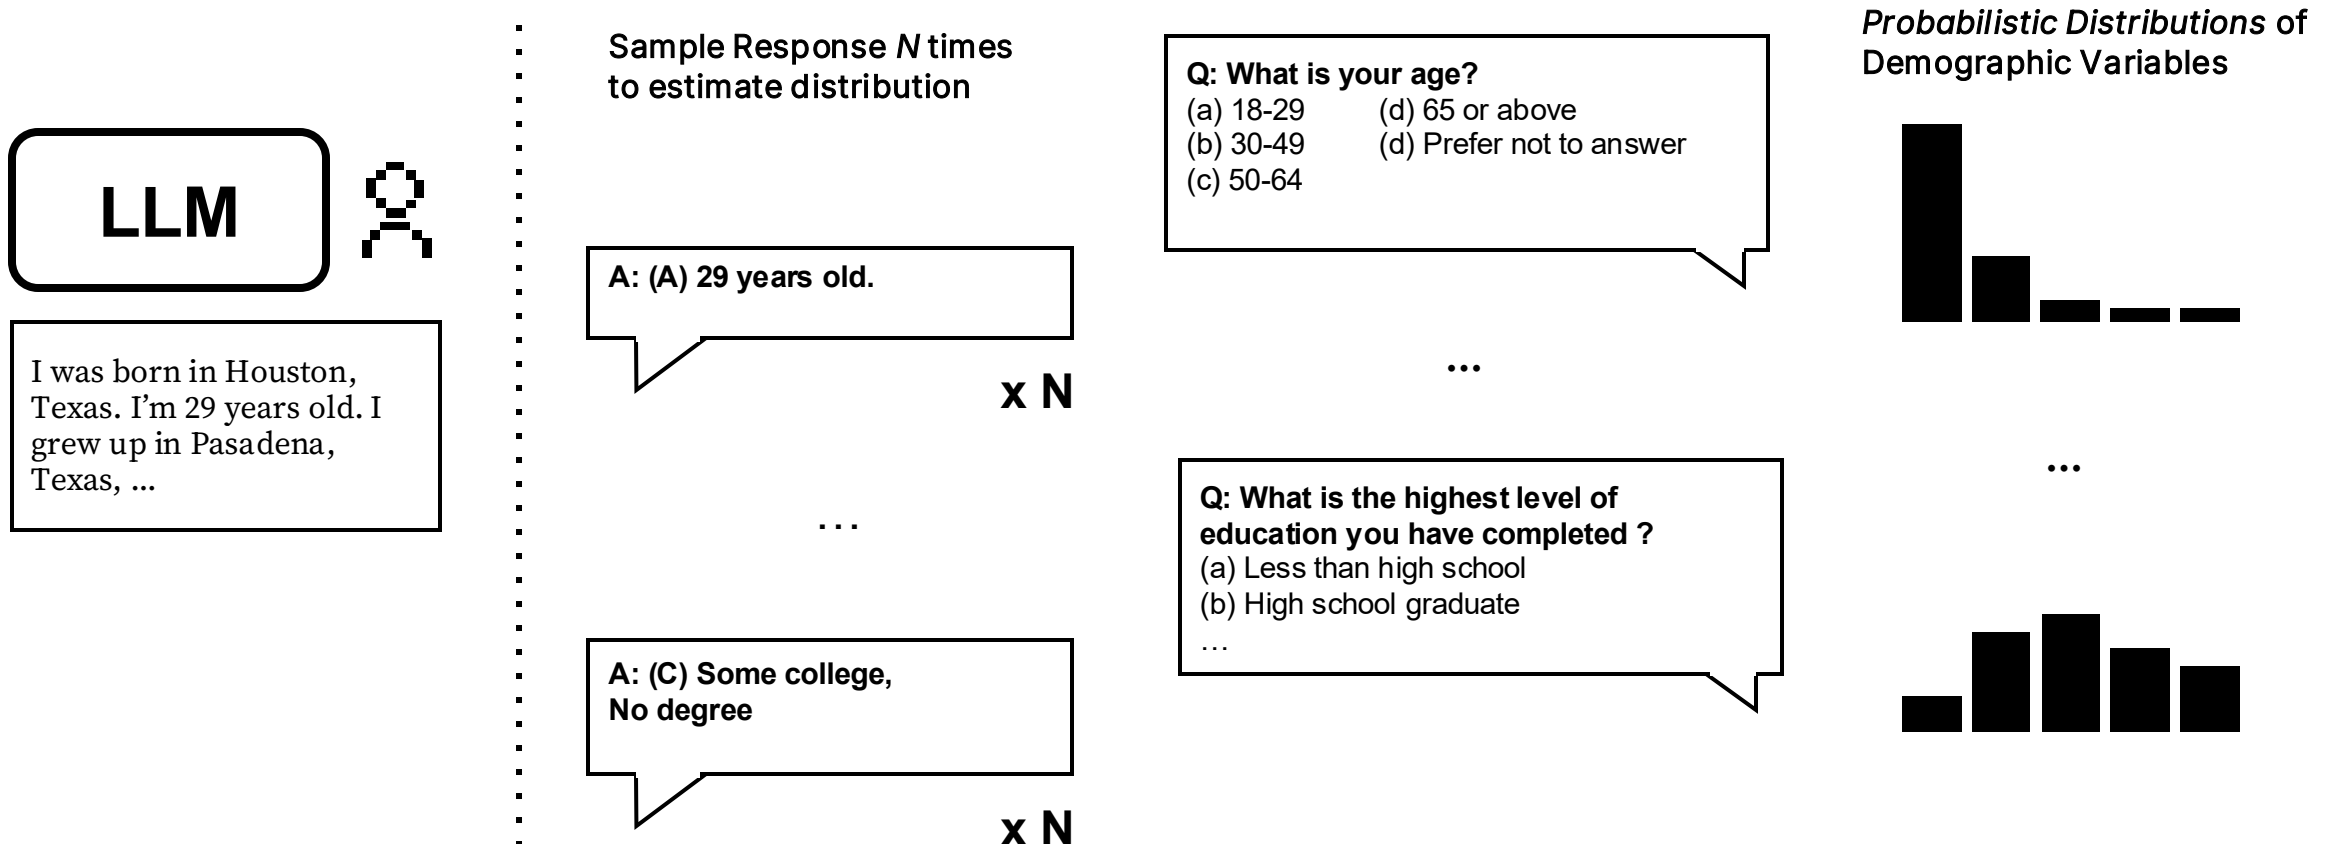 LLM
I was born in Houston,
Texas. I’m 29 years old. I
grew up in Pasadena,
Texas, ...
Sample Response N times
to estimate distribution
A: (A) 29 years old.
x N
...
A: (C) Some college,
No degree
x N
Q: What is your age?
(a) 18-29 (d) 65 or above
(b) 30-49 (d) Prefer not to answer
(c) 50-64
...
Q: What is the highest level of
education you have completed ?
(a) Less than high school
(b) High school graduate
...
Probabilistic Distributions of
Demographic Variables
...